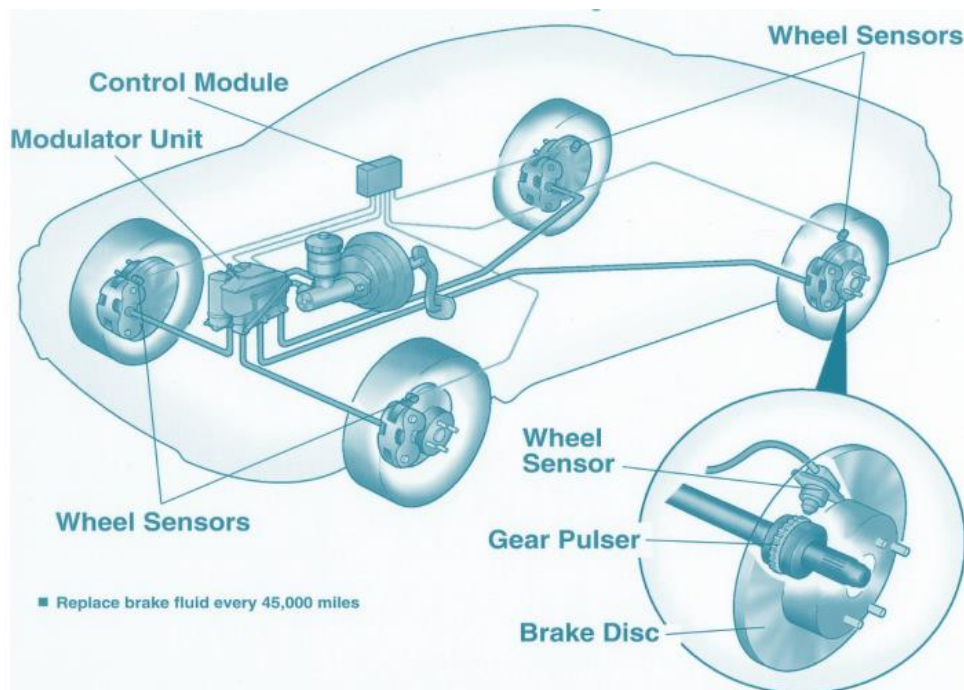 Wheel Sensors
Control Module
Modulator Unit
Wheel
Sensor
Wheel Sensors
Gear Pulser
■ Replace brake fluid every 45,000 miles
Brake Disc